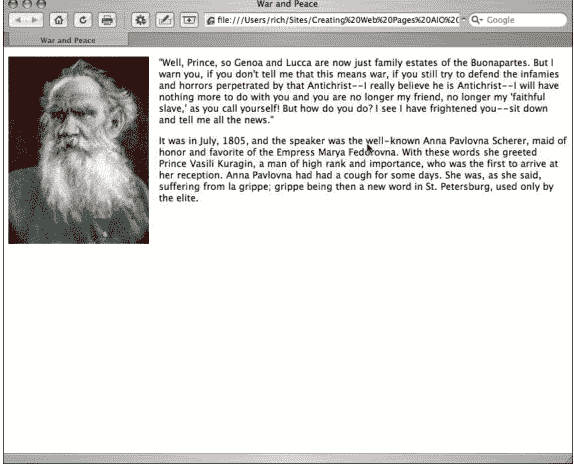 War and Peace
file:///Users/rich/Sites/Creating%20Web%20Pages%20AIO%2C
Google
War and Peace
"Well, Prince, so Genoa and Lucca are now just family estates of the Buonapartes. But I
warn you, if you don't tell me that this means war, if you still try to defend the infamies
and horrors perpetrated by that Antichrist--I really believe he is Antichrist--I will have
nothing more to do with you and you are no longer my friend, no longer my 'faithful
slave,' as you call yourself! But how do you do? I see I have frightened you--sit down
and tell me all the news."
It was in July, 1805, and the speaker was the well-known Anna Pavlovna Scherer, maid of
honor and favorite of the Empress Marya Fedorovna. With these words she greeted
Prince Vasili Kuragin, a man of high rank and importance, who was the first to arrive at
her reception. Anna Pavlovna had had a cough for some days. She was, as she said,
suffering from la grippe; grippe being then a new word in St. Petersburg, used only by
the elite.